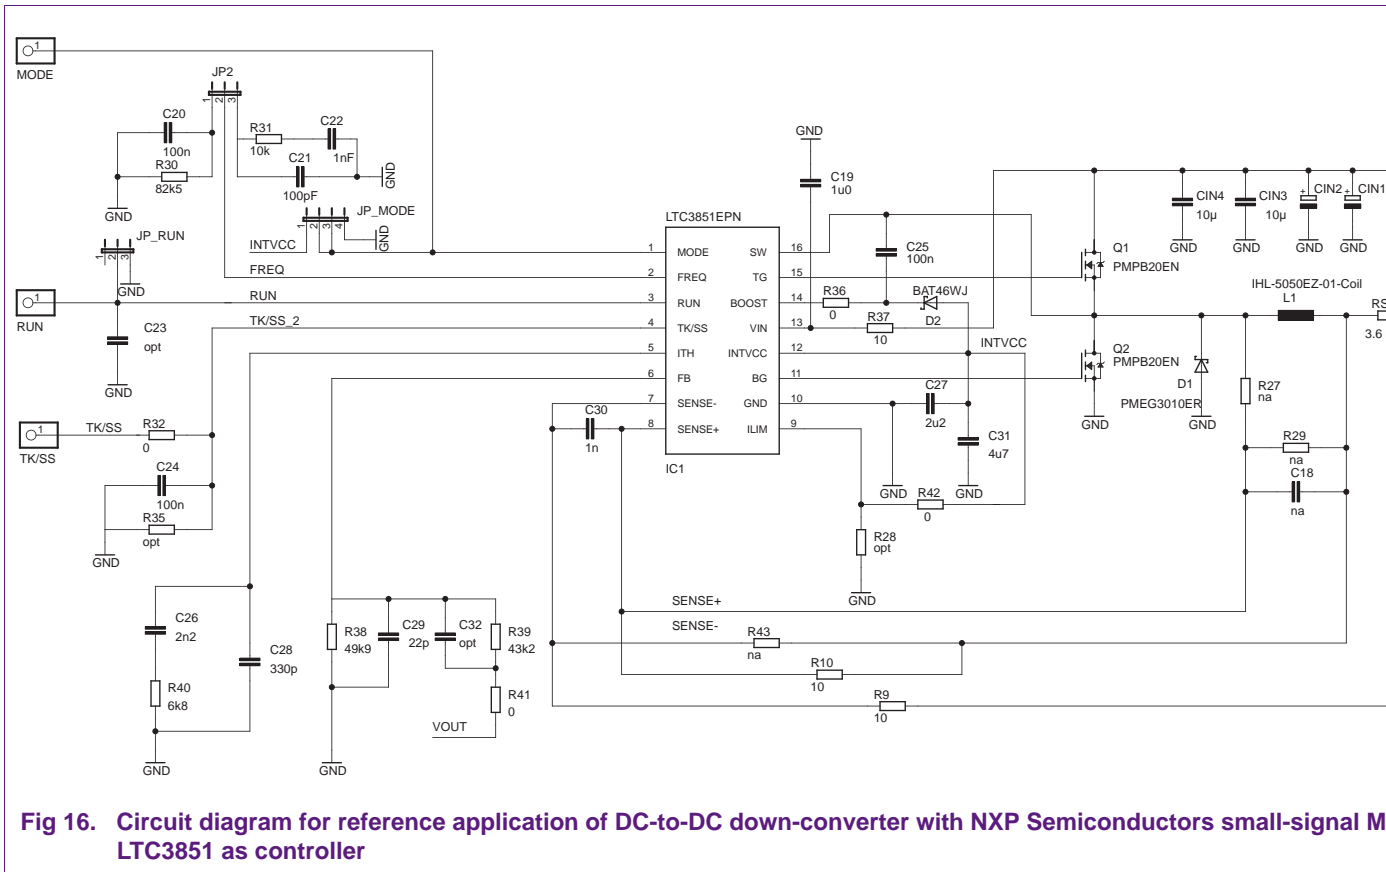 1
MODE
JP2
1 2 3
C20
100n
R30
82k5
GND
R31
10k
C22
1nF
C21
100pF
GND
JP_MODE
1 2 3 4
GND
INTVCC
JP_RUN
1 2 3
GND
FREQ
1
RUN
RUN
C23
opt
GND
TK/SS_2
1
TK/SS
TK/SS
R32
0
C24
100n
R35
opt
GND
C26
2n2
R40
6k8
GND
C28
330p
R38
49k9
GND
C29
22p
C32
opt
R39
43k2
R41
0
VOUT
LTC3851EPN
1 MODE SW 16
2 FREQ TG 15
3 RUN BOOST 14
4 TK/SS VIN 13
5 ITH INTVCC 12
6 FB BG 11
7 SENSE- GND 10
8 SENSE+ ILIM 9
IC1
C30
1n
GND
C19
1u0
C25
100n
R36
0
BAT46WJ
D2
R37
10
INTVCC
C27
2u2
C31
4u7
GND
GND
R42
0
R28
opt
GND
SENSE+
SENSE-
R43
na
R10
10
R9
10
CIN4
10µ
GND
CIN3
10µ
GND
+
CIN2
GND
+
CIN1
GND
Q1
PMPB20EN
Q2
PMPB20EN
GND
D1
PMEG3010ER
GND
IHL-5050EZ-01-Coil
L1
RS
3.6
R27
na
R29
na
C18
na
Fig 16. Circuit diagram for reference application of DC-to-DC down-converter with NXP Semiconductors small-signal M
LTC3851 as controller